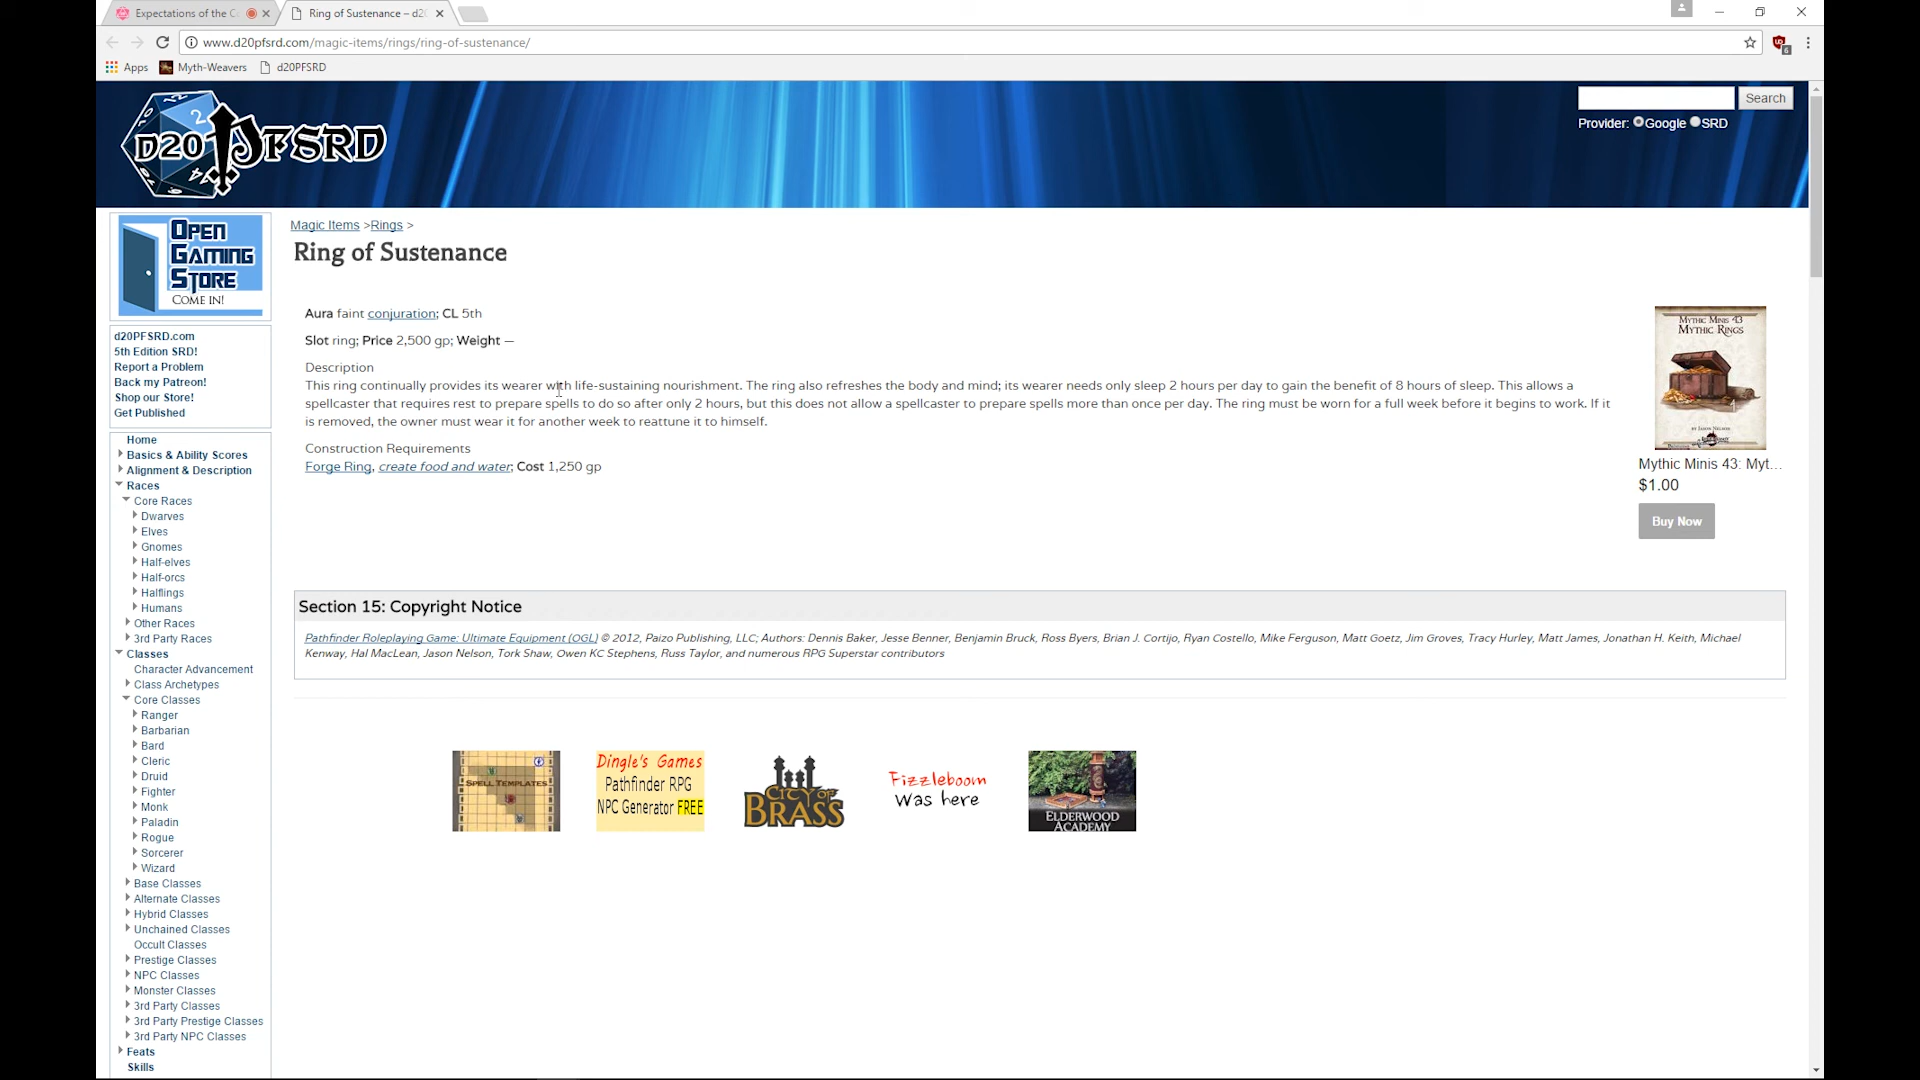 Expectations of the C
Ring of Sustenance – d20
www.d20pfsrd.com/magic-items/rings/ring-of-sustenance/
6
Apps
Myth-Weavers
d20PFSRD
D20PFSRD
Search
Provider: Google SRD
OPEN
GAMING
STORE
COME IN!
d20PFSRD.com
5th Edition SRD!
Report a Problem
Back my Patreon!
Shop our Store!
Get Published
Home
Basics & Ability Scores
Alignment & Description
Races
Core Races
Dwarves
Elves
Gnomes
Half-elves
Half-orcs
Halflings
Humans
Other Races
3rd Party Races
Classes
Character Advancement
Class Archetypes
Core Classes
Ranger
Barbarian
Bard
Cleric
Druid
Fighter
Monk
Paladin
Rogue
Sorcerer
Wizard
Base Classes
Alternate Classes
Hybrid Classes
Unchained Classes
Occult Classes
Prestige Classes
NPC Classes
Monster Classes
3rd Party Classes
3rd Party Prestige Classes
3rd Party NPC Classes
Feats
Skills
Magic Items >Rings >
Ring of Sustenance
Aura faint conjuration; CL 5th
Slot ring; Price 2,500 gp; Weight —
Description
This ring continually provides its wearer with life-sustaining nourishment. The ring also refreshes the body and mind; its wearer needs only sleep 2 hours per day to gain the benefit of 8 hours of sleep. This allows a
spellcaster that requires rest to prepare spells to do so after only 2 hours, but this does not allow a spellcaster to prepare spells more than once per day. The ring must be worn for a full week before it begins to work. If it
is removed, the owner must wear it for another week to reattune it to himself.
Construction Requirements
Forge Ring, create food and water; Cost 1,250 gp
MYTHIC MINIS 43
MYTHIC RINGS
BY JASON NELSON
Mythic Minis 43: Myt...
$1.00
Buy Now
Section 15: Copyright Notice
Pathfinder Roleplaying Game: Ultimate Equipment (OGL) © 2012, Paizo Publishing, LLC; Authors: Dennis Baker, Jesse Benner, Benjamin Bruck, Ross Byers, Brian J. Cortijo, Ryan Costello, Mike Ferguson, Matt Goetz, Jim Groves, Tracy Hurley, Matt James, Jonathan H. Keith, Michael
Kenway, Hal MacLean, Jason Nelson, Tork Shaw, Owen KC Stephens, Russ Taylor, and numerous RPG Superstar contributors
SPELL TEMPLATES
Dingle's Games
Pathfinder RPG
NPC Generator FREE
CITY OF
BRASS
Fizzleboom
was here
ELDERWOOD
ACADEMY